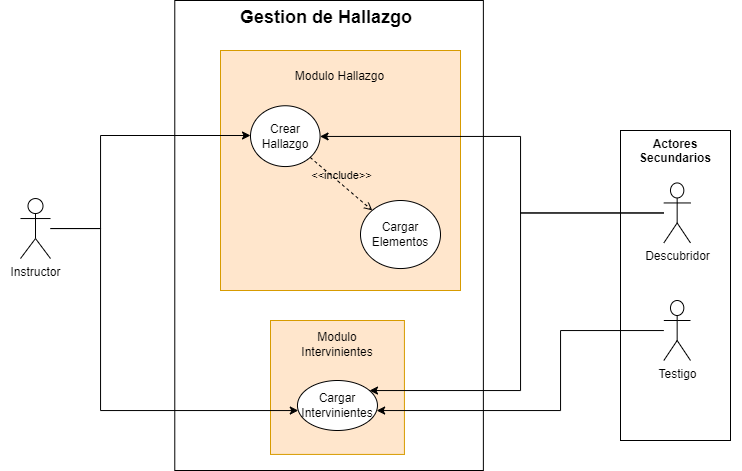 Gestion de Hallazgo
Modulo Hallazgo
Crear
Hallazgo
<<include>>
Cargar
Elementos
Instructor
Actores
Secundarios
Descubridor
Testigo
Modulo
Intervinientes
Cargar
Intervinientes